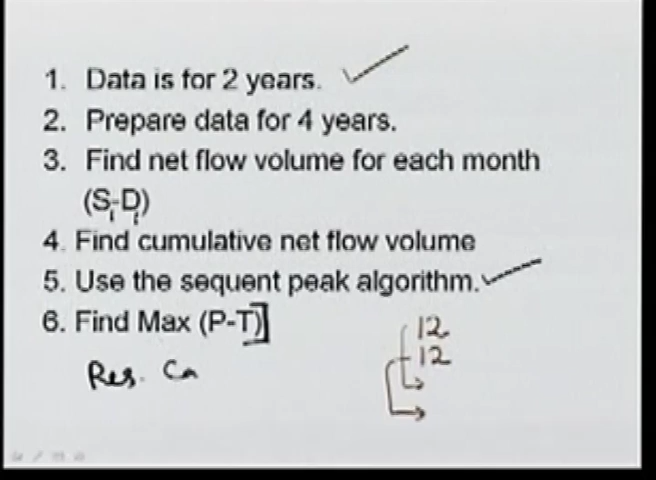 1. Data is for 2 years.
2. Prepare data for 4 years.
3. Find net flow volume for each month
(Si-Di)
4. Find cumulative net flow volume
5. Use the sequent peak algorithm.
6. Find Max (P-T)]
12
12
Res. Ca